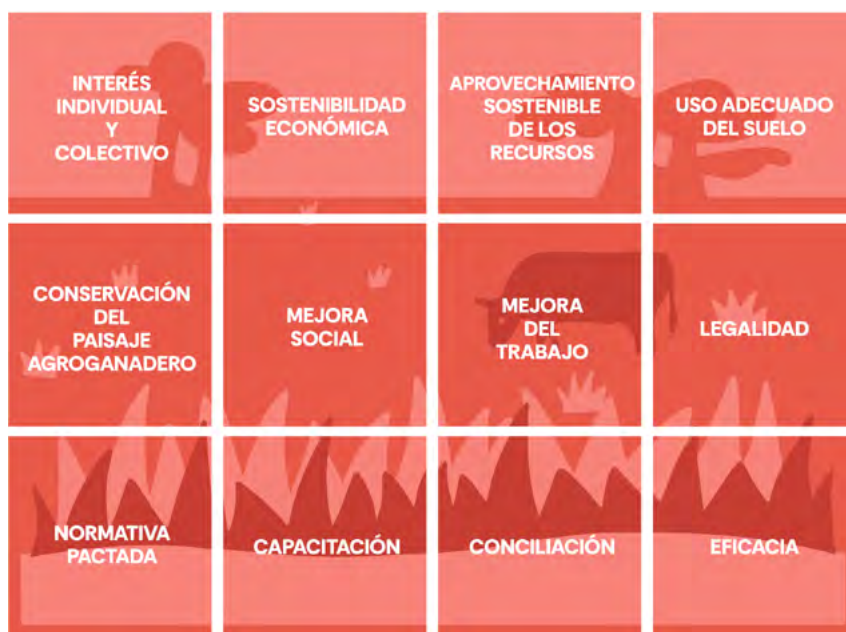 INTERÉS
INDIVIDUAL
Y
COLECTIVO
SOSTENIBILIDAD
ECONÓMICA
APROVECHAMIENTO
SOSTENIBLE
DE LOS
RECURSOS
USO ADECUADO
DEL SUELO
CONSERVACIÓN
DEL
PAISAJE
AGROGANADERO
MEJORA
SOCIAL
MEJORA
DEL
TRABAJO
LEGALIDAD
NORMATIVA
PACTADA
CAPACITACIÓN
CONCILIACIÓN
EFICACIA